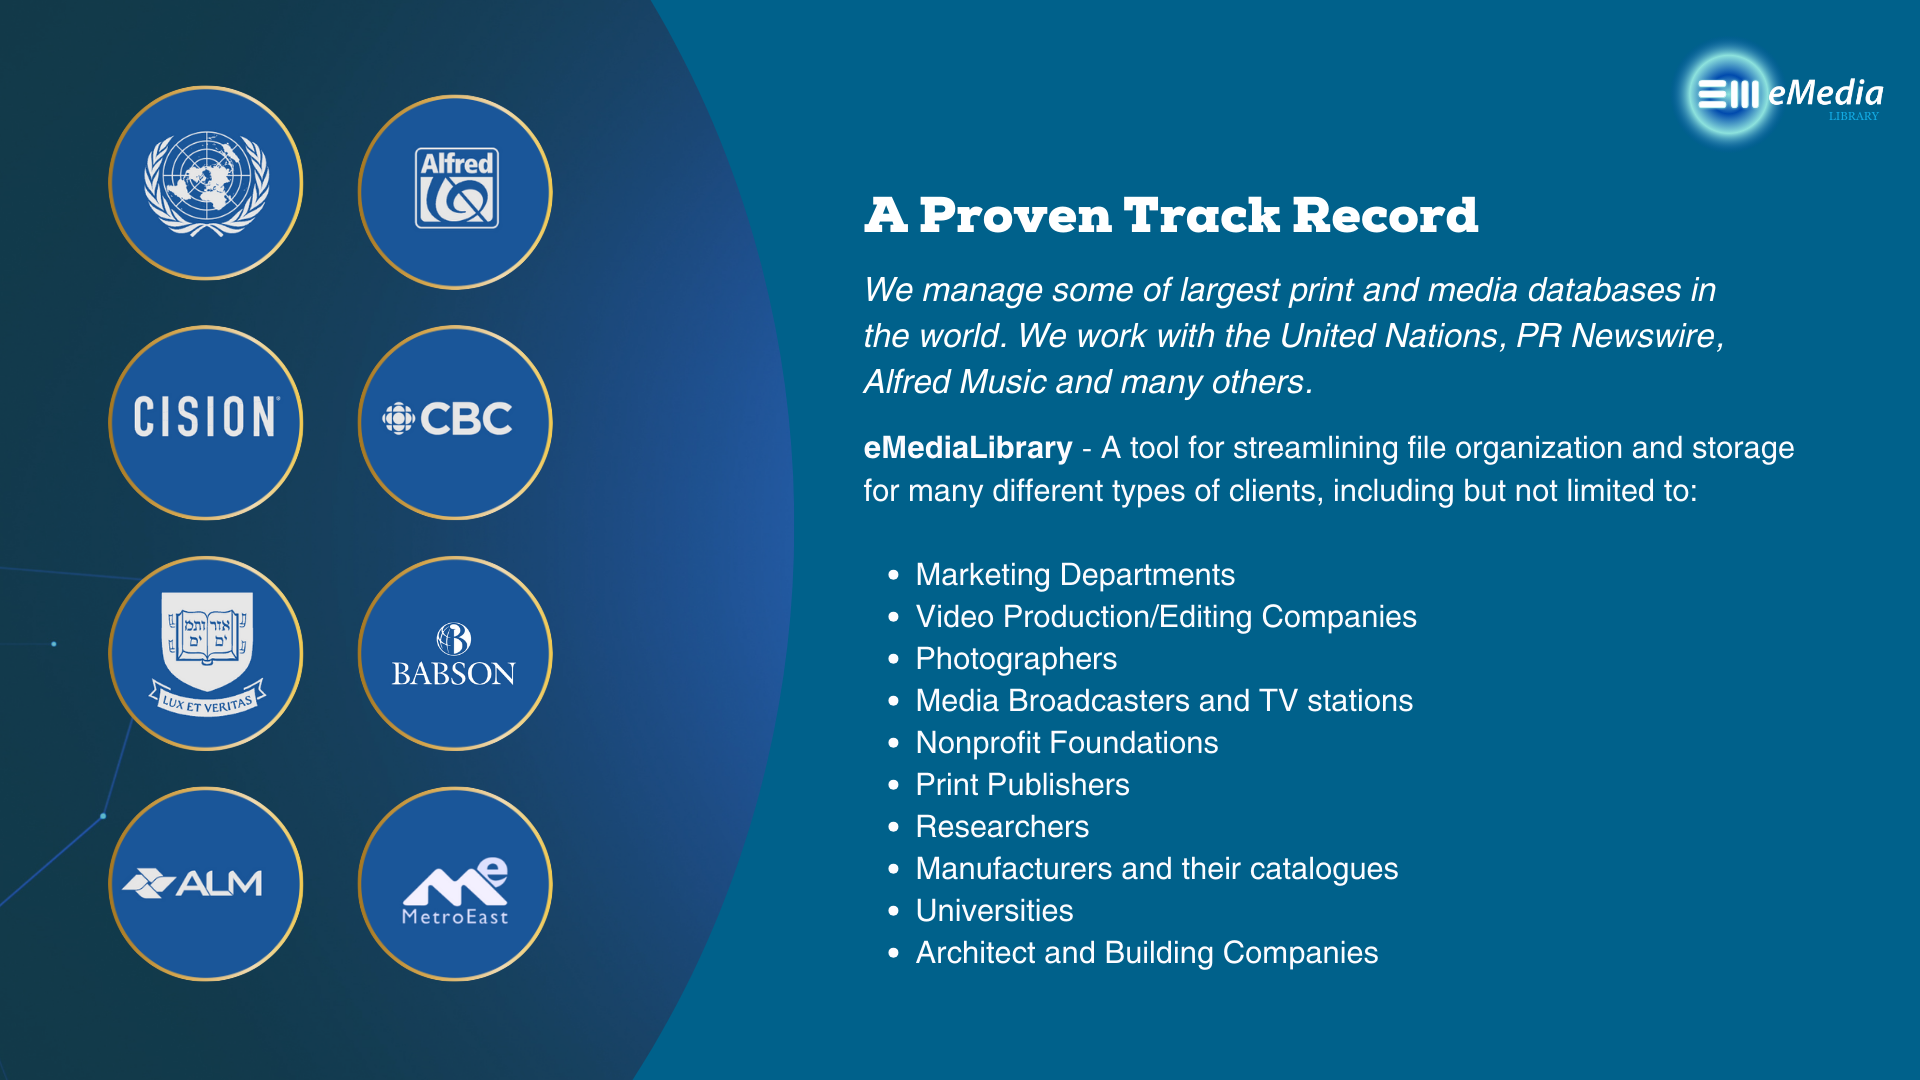 eMedia
LIBRARY
Alfred
CISION
CBC
אורים
ותמים
LUX ET VERITAS
BABSON
ALM
Me
MetroEast
A Proven Track Record
We manage some of largest print and media databases in
the world. We work with the United Nations, PR Newswire,
Alfred Music and many others.
eMediaLibrary - A tool for streamlining file organization and storage
for many different types of clients, including but not limited to:
• Marketing Departments
• Video Production/Editing Companies
• Photographers
• Media Broadcasters and TV stations
• Nonprofit Foundations
• Print Publishers
• Researchers
• Manufacturers and their catalogues
• Universities
• Architect and Building Companies